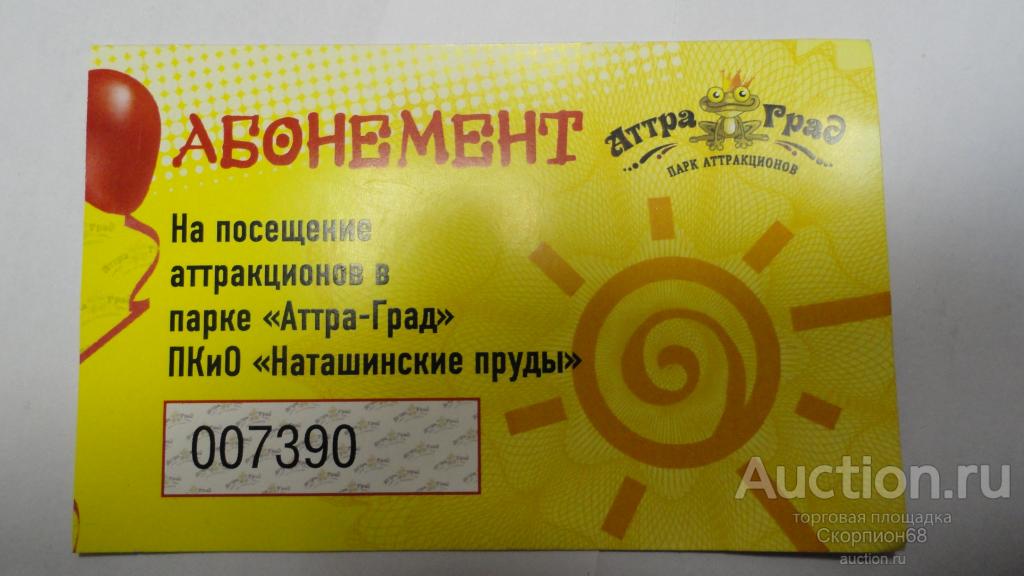 АБОНЕМЕНТ
Аттра Град
ПАРК АТТРАКЦИОНОВ
На посещение
аттракционов в
парке «Аттра-Град»
ПКиО «Наташинские пруды»
007390
Auction.ru
торговая площадка
Скорпион68
auction.ru